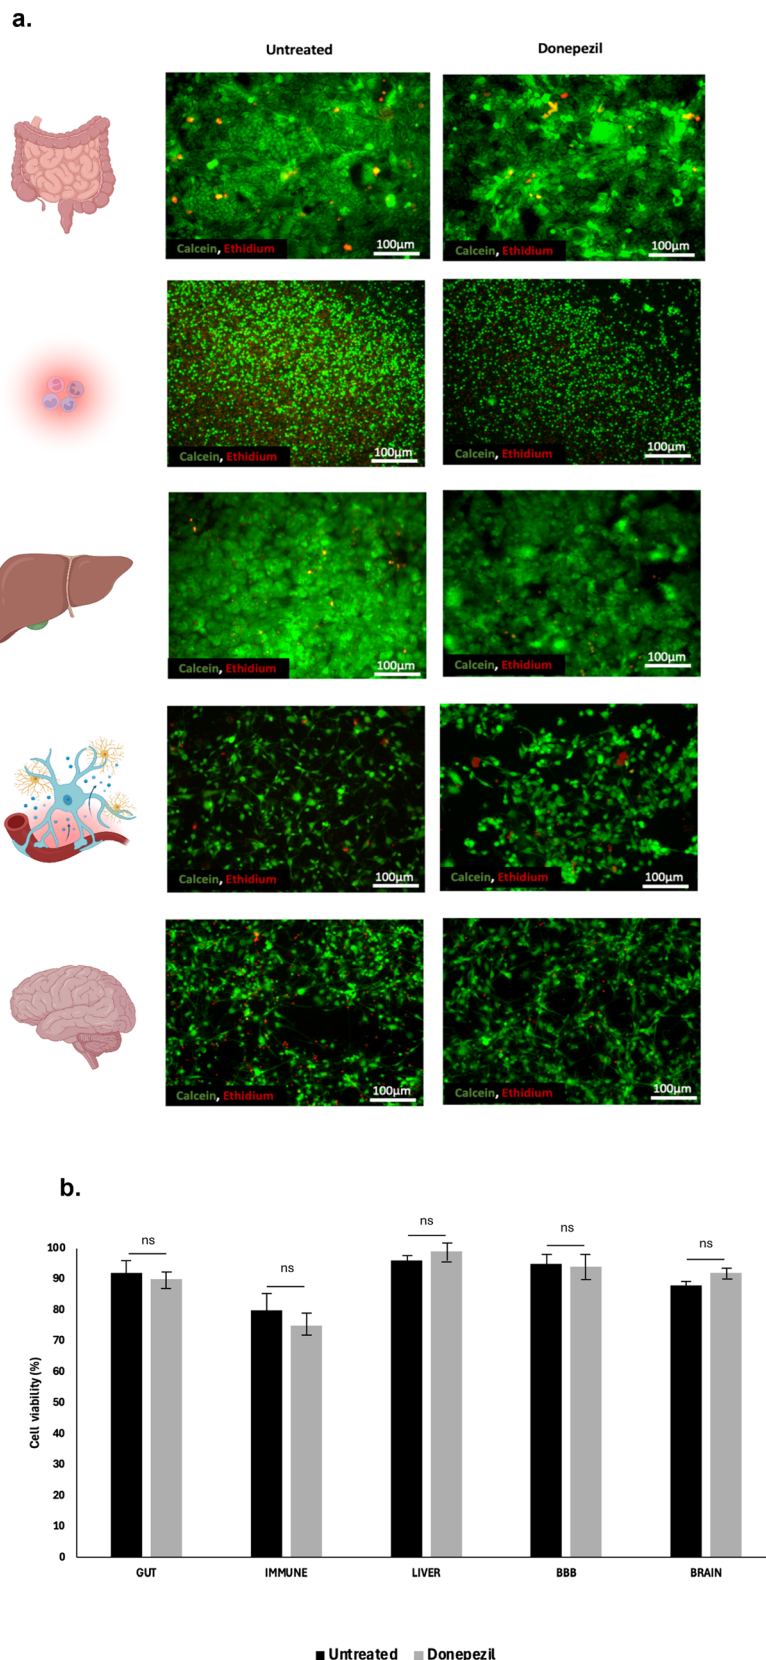 a.
Untreated Donepezil
Calcein, Ethidium 100µm Calcein, Ethidium 100µm
Calcein, Ethidium 100µm Calcein, Ethidium 100µm
Calcein, Ethidium 100µm Calcein, Ethidium 100µm
Calcein, Ethidium 100µm Calcein, Ethidium 100µm
Calcein, Ethidium 100µm Calcein, Ethidium 100µm
b.
ns ns ns ns ns
Cell viability (%)
100
90
80
70
60
50
40
30
20
10
0
GUT IMMUNE LIVER BBB BRAIN
Untreated Donepezil